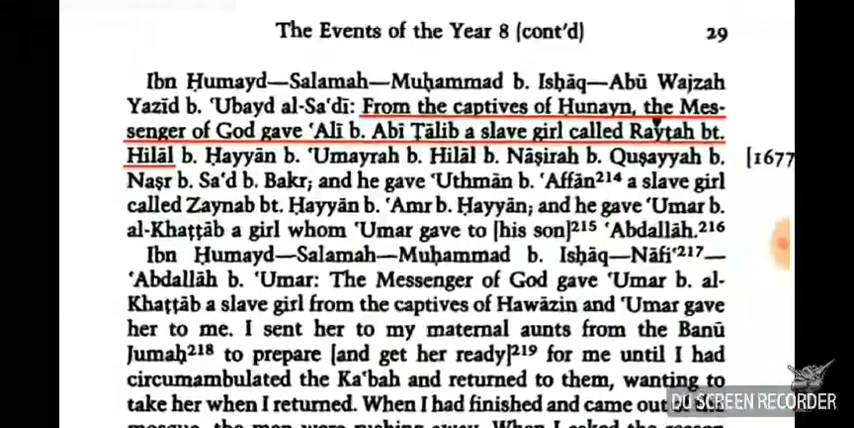 The Events of the Year 8 (cont'd) 29
Ibn Ḥumayd—Salamah—Muḥammad b. Isḥāq—Abū Wajzah
Yazīd b. ʿUbayd al-Saʿdī: From the captives of Ḥunayn, the Mes-
senger of God gave ʿAlī b. Abī Ṭālib a slave girl called Rayṭah bt.
Hilāl b. Ḥayyān b. ʿUmayrah b. Hilāl b. Nāṣirah b. Quṣayyah b. [1677
Naṣr b. Saʿd b. Bakr; and he gave ʿUthmān b. ʿAffān²¹⁴ a slave girl
called Zaynab bt. Ḥayyān b. ʿAmr b. Ḥayyān; and he gave ʿUmar b.
al-Khaṭṭāb a girl whom ʿUmar gave to [his son]²¹⁵ ʿAbdallāh.²¹⁶
Ibn Ḥumayd—Salamah—Muḥammad b. Isḥāq—Nāfiʿ²¹⁷—
ʿAbdallāh b. ʿUmar: The Messenger of God gave ʿUmar b. al-
Khaṭṭāb a slave girl from the captives of Hawāzin and ʿUmar gave
her to me. I sent her to my maternal aunts from the Banū
Jumaḥ²¹⁸ to prepare [and get her ready]²¹⁹ for me until I had
circumambulated the Kaʿbah and returned to them, wanting to
take her when I returned. When I had finished and came out
DU SCREEN RECORDER